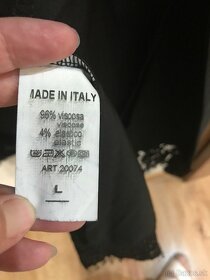 MADE IN ITALY
96% viscosa
viscose
4% elastico
elastic
ART 20074
L